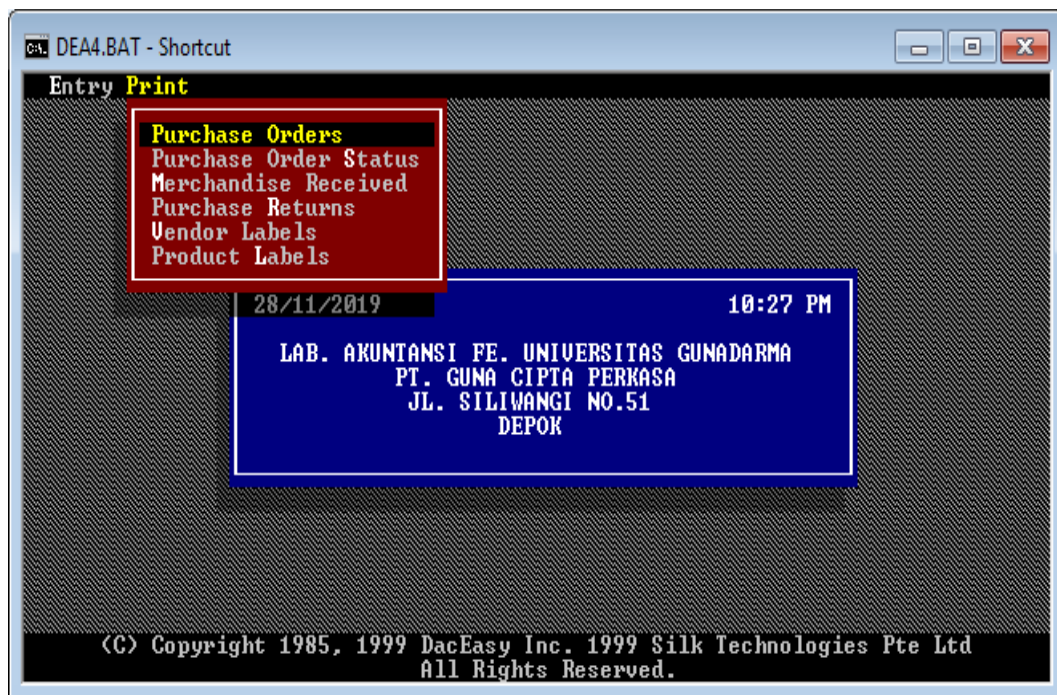 DEA4.BAT - Shortcut
Entry Print
Purchase Orders
Purchase Order Status
Merchandise Received
Purchase Returns
Vendor Labels
Product Labels
28/11/2019 10:27 PM
LAB. AKUNTANSI FE. UNIVERSITAS GUNADARMA
PT. GUNA CIPTA PERKASA
JL. SILIWANGI NO.51
DEPOK
(C) Copyright 1985, 1999 DacEasy Inc. 1999 Silk Technologies Pte Ltd
All Rights Reserved.